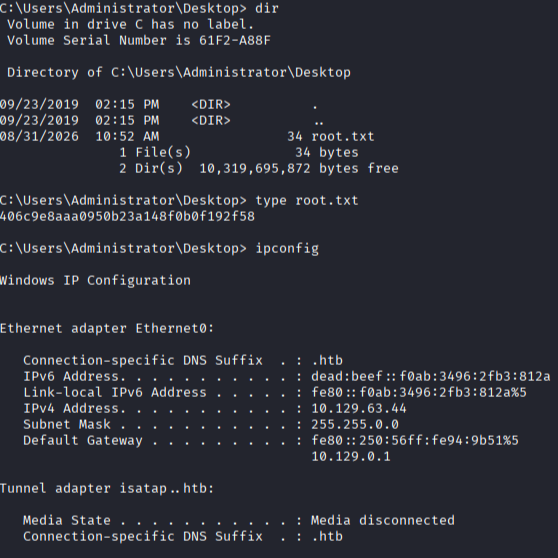 C:\Users\Administrator\Desktop> dir
 Volume in drive C has no label.
 Volume Serial Number is 61F2-A88F

 Directory of C:\Users\Administrator\Desktop

09/23/2019  02:15 PM    <DIR>          .
09/23/2019  02:15 PM    <DIR>          ..
08/31/2026  10:52 AM                34 root.txt
               1 File(s)             34 bytes
               2 Dir(s)  10,319,695,872 bytes free

C:\Users\Administrator\Desktop> type root.txt
406c9e8aaa0950b23a148f0b0f192f58

C:\Users\Administrator\Desktop> ipconfig

Windows IP Configuration


Ethernet adapter Ethernet0:

   Connection-specific DNS Suffix  . : .htb
   IPv6 Address. . . . . . . . . . . : dead:beef::f0ab:3496:2fb3:812a
   Link-local IPv6 Address . . . . . : fe80::f0ab:3496:2fb3:812a%5
   IPv4 Address. . . . . . . . . . . : 10.129.63.44
   Subnet Mask . . . . . . . . . . . : 255.255.0.0
   Default Gateway . . . . . . . . . : fe80::250:56ff:fe94:9b51%5
                                       10.129.0.1

Tunnel adapter isatap..htb:

   Media State . . . . . . . . . . . : Media disconnected
   Connection-specific DNS Suffix  . : .htb